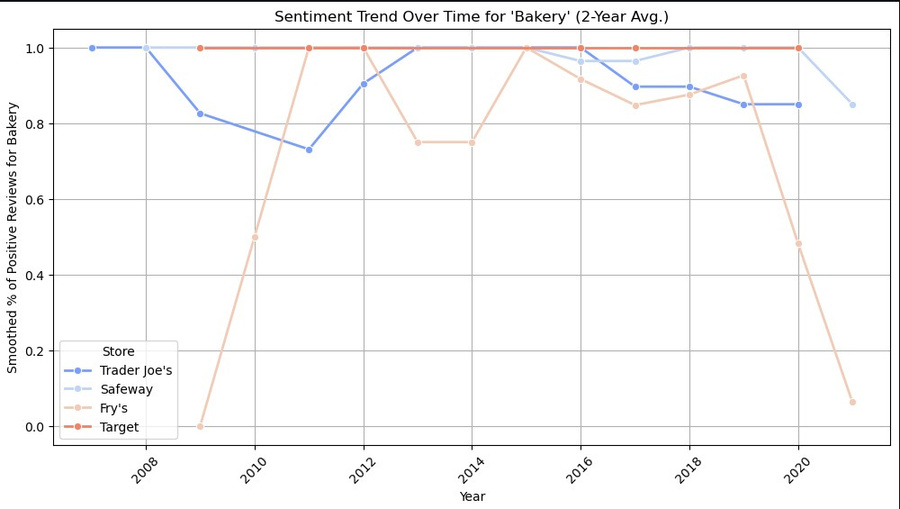 Sentiment Trend Over Time for 'Bakery' (2-Year Avg.)
Smoothed % of Positive Reviews for Bakery
1.0
0.8
0.6
0.4
0.2
0.0
Store
Trader Joe's
Safeway
Fry's
Target
2008
2010
2012
2014
2016
2018
2020
Year